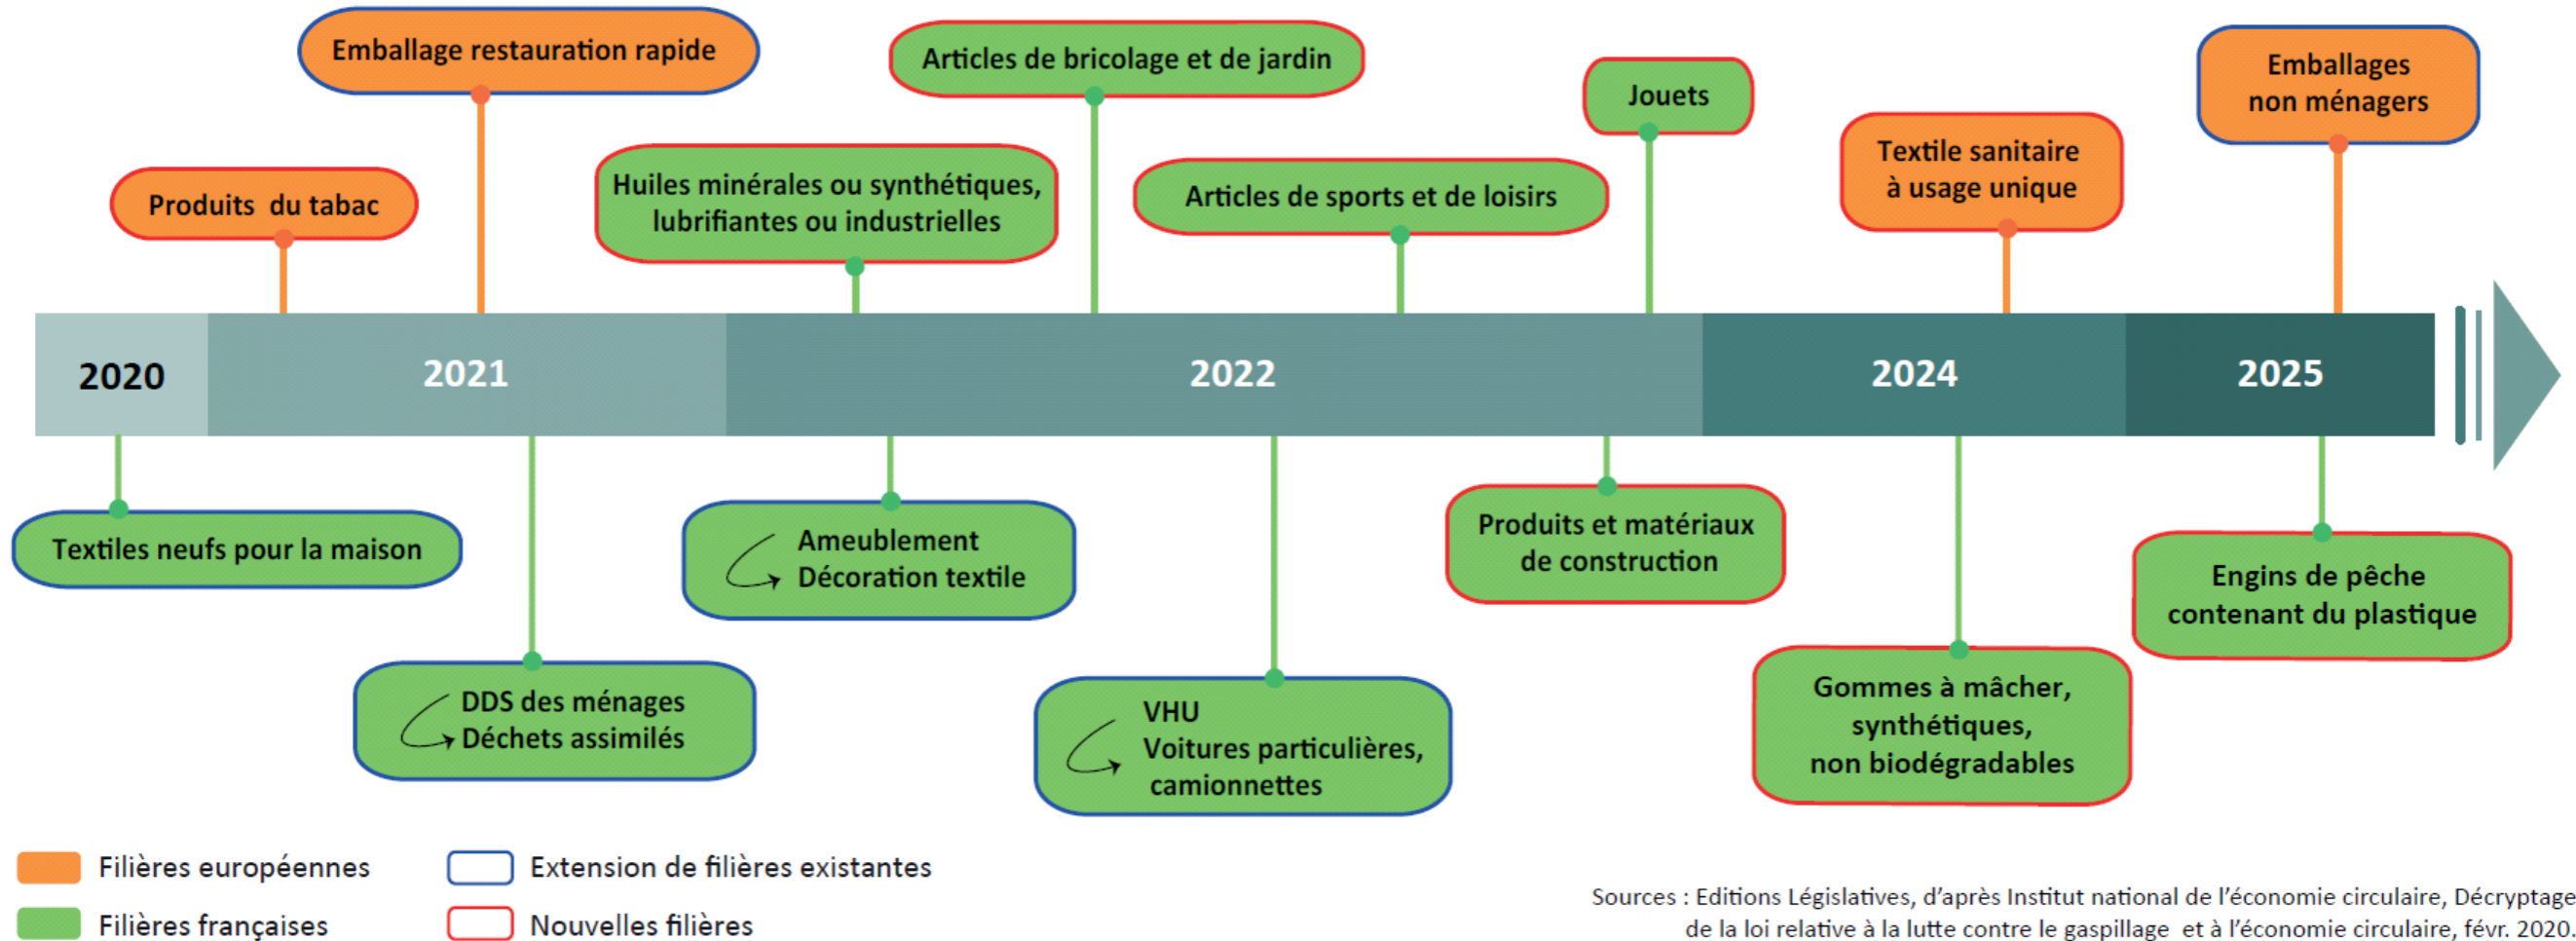 Emballage restauration rapide
Articles de bricolage et de jardin
Emballages
non ménagers
Jouets
Textile sanitaire
à usage unique
Produits du tabac
Huiles minérales ou synthétiques,
lubrifiantes ou industrielles
Articles de sports et de loisirs
2020
2021
2022
2024
2025
Textiles neufs pour la maison
Ameublement
Décoration textile
Produits et matériaux
de construction
Engins de pêche
contenant du plastique
DDS des ménages
Déchets assimilés
VHU
Voitures particulières,
camionnettes
Gommes à mâcher,
synthétiques,
non biodégradables
Filières européennes
Extension de filières existantes
Filières françaises
Nouvelles filières
Sources : Editions Législatives, d'après Institut national de l'économie circulaire, Décryptage
de la loi relative à la lutte contre le gaspillage et à l'économie circulaire, févr. 2020.